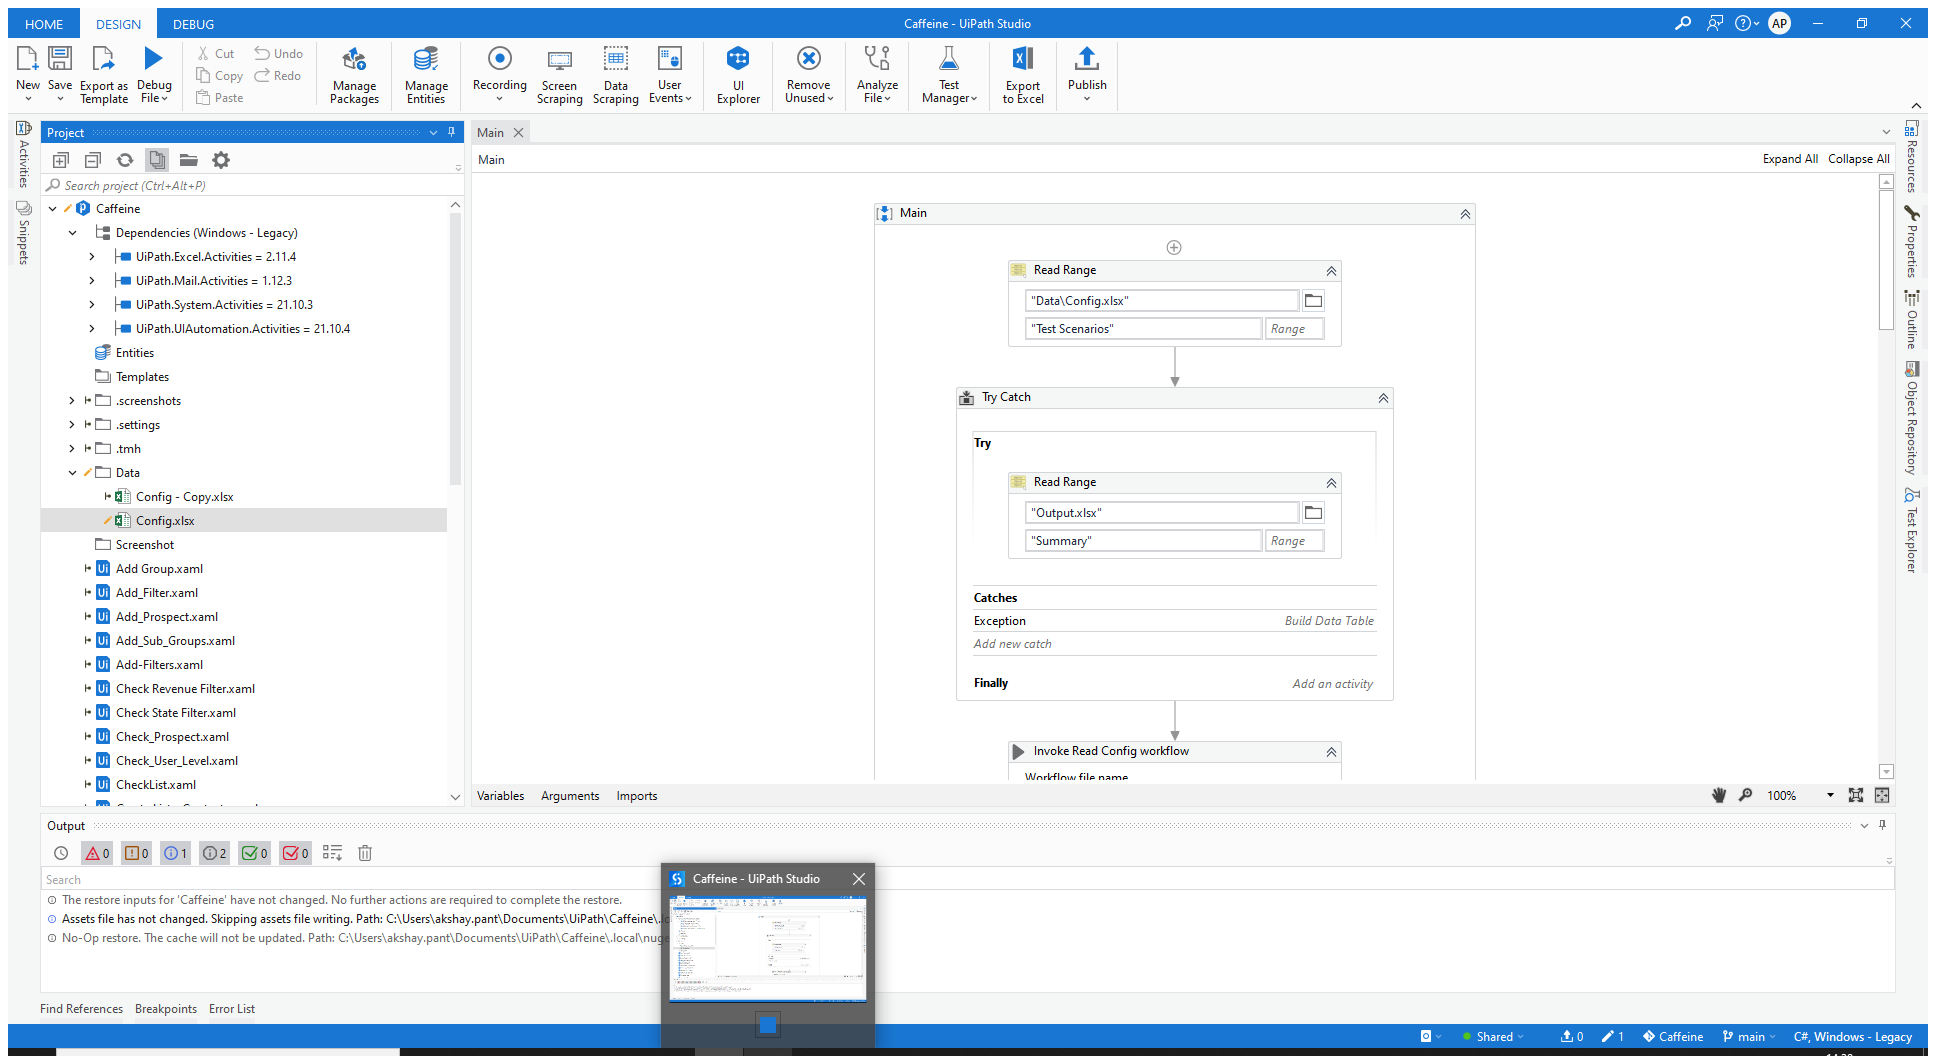 HOME DESIGN DEBUG Caffeine - UiPath Studio AP
New Save Export as Template Debug File Cut Copy Paste Undo Redo Manage Packages Manage Entities Recording Screen Scraping Data Scraping User Events UI Explorer Remove Unused Analyze File Test Manager Export to Excel Publish
Activities
Snippets
Project
Search project (Ctrl+Alt+P)
Caffeine
Dependencies (Windows - Legacy)
UiPath.Excel.Activities = 2.11.4
UiPath.Mail.Activities = 1.12.3
UiPath.System.Activities = 21.10.3
UiPath.UIAutomation.Activities = 21.10.4
Entities
Templates
.screenshots
.settings
.tmh
Data
Config - Copy.xlsx
Config.xlsx
Screenshot
Add Group.xaml
Add_Filter.xaml
Add_Prospect.xaml
Add_Sub_Groups.xaml
Add-Filters.xaml
Check Revenue Filter.xaml
Check State Filter.xaml
Check_Prospect.xaml
Check_User_Level.xaml
CheckList.xaml
Main
Main Expand All Collapse All
Main
Read Range
"Data\Config.xlsx"
"Test Scenarios" Range
Try Catch
Try
Read Range
"Output.xlsx"
"Summary" Range
Catches
Exception Build Data Table
Add new catch
Finally Add an activity
Invoke Read Config workflow
Workflow file name
Variables Arguments Imports 100%
Resources
Properties
Outline
Object Repository
Test Explorer
Output
0 0 1 2 0 0
Search
The restore inputs for 'Caffeine' have not changed. No further actions are required to complete the restore.
Assets file has not changed. Skipping assets file writing. Path: C:\Users\akshay.pant\Documents\UiPath\Caffeine\.lo
No-Op restore. The cache will not be updated. Path: C:\Users\akshay.pant\Documents\UiPath\Caffeine\.local\nuge
Caffeine - UiPath Studio
Find References Breakpoints Error List
Shared 0 1 Caffeine main C#, Windows - Legacy